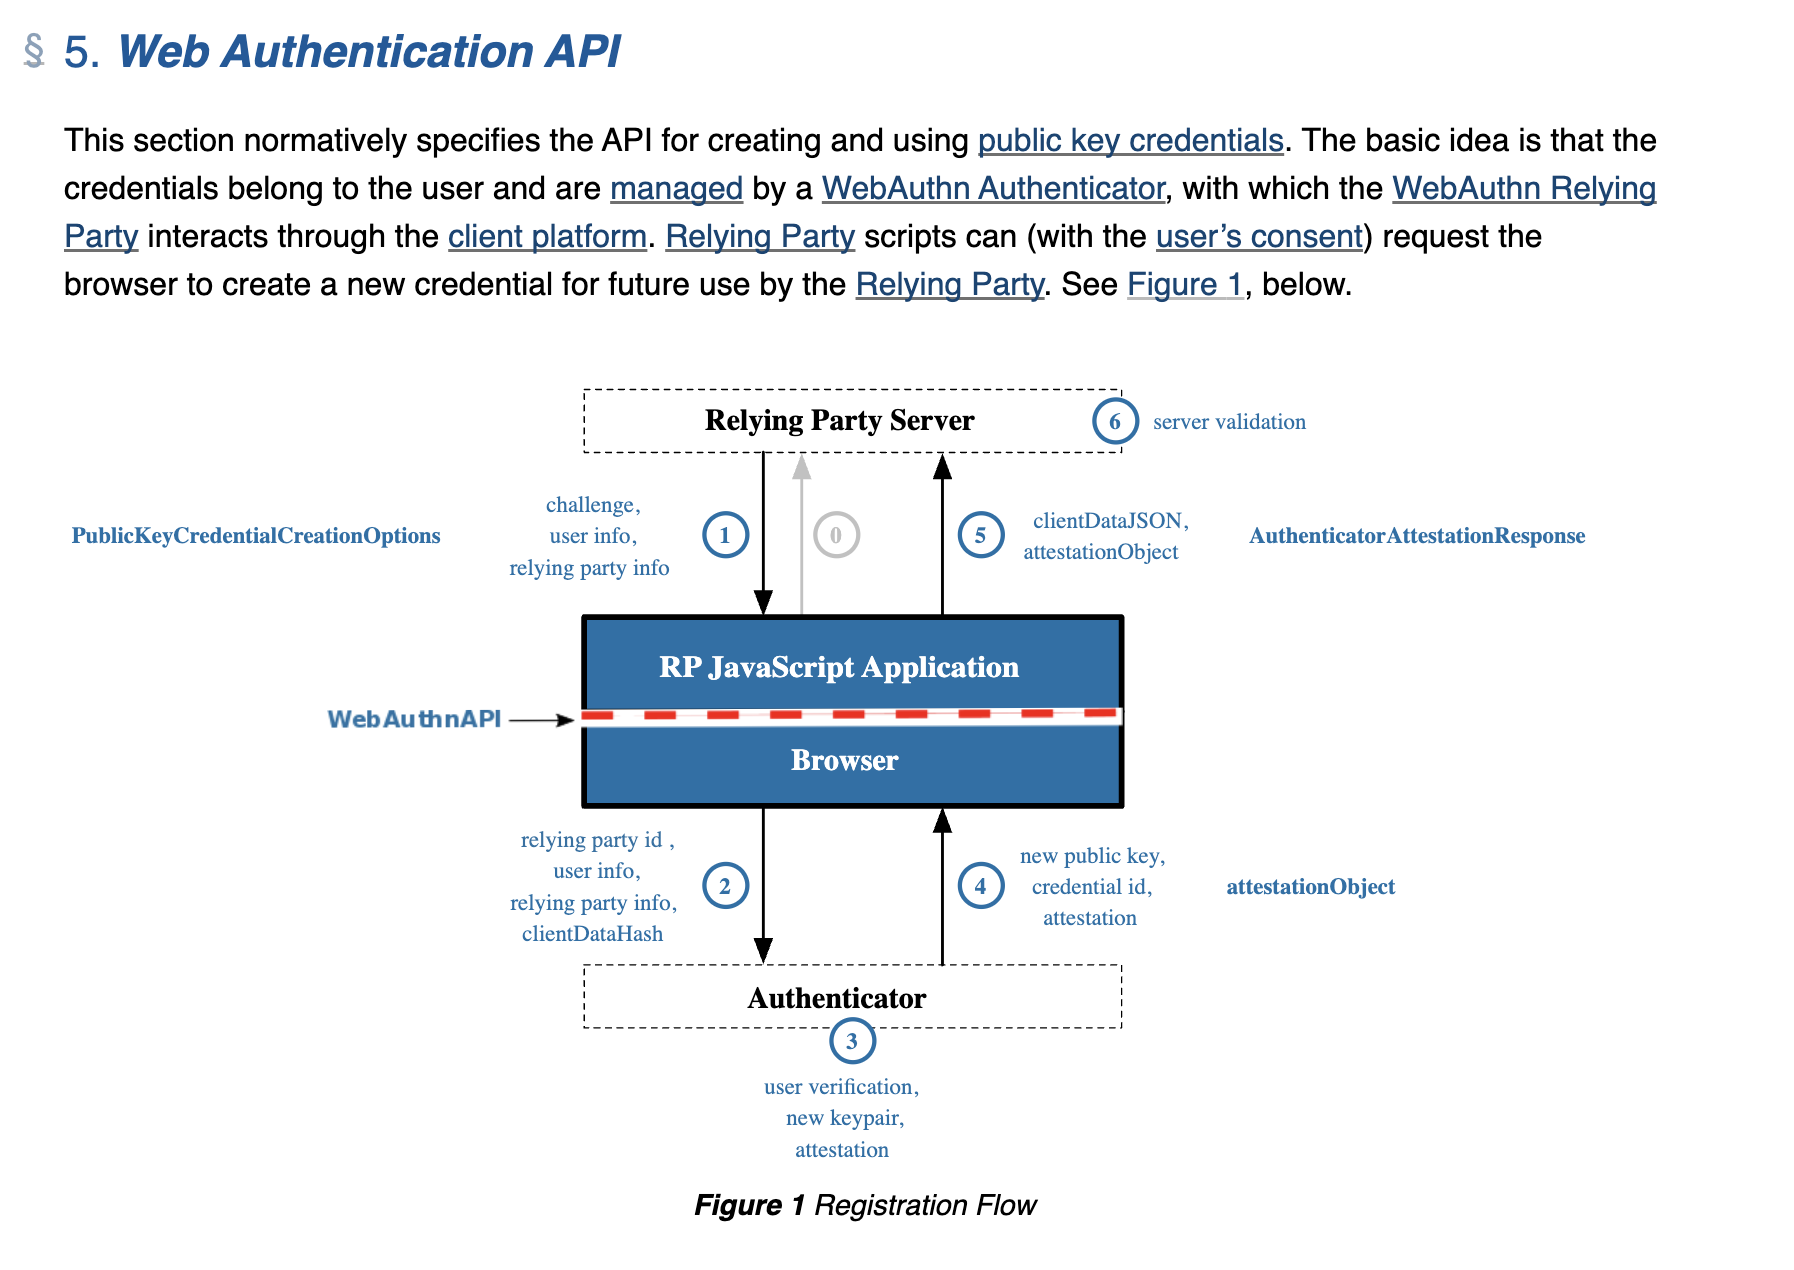 § 5. Web Authentication API
This section normatively specifies the API for creating and using public key credentials. The basic idea is that the
credentials belong to the user and are managed by a WebAuthn Authenticator, with which the WebAuthn Relying
Party interacts through the client platform. Relying Party scripts can (with the user’s consent) request the
browser to create a new credential for future use by the Relying Party. See Figure 1, below.
Relying Party Server
6
server validation
PublicKeyCredentialCreationOptions
challenge,
user info,
relying party info
1
0
5
clientDataJSON,
attestationObject
AuthenticatorAttestationResponse
RP JavaScript Application
WebAuthnAPI
Browser
relying party id ,
user info,
relying party info,
clientDataHash
2
4
new public key,
credential id,
attestation
attestationObject
Authenticator
3
user verification,
new keypair,
attestation
Figure 1 Registration Flow